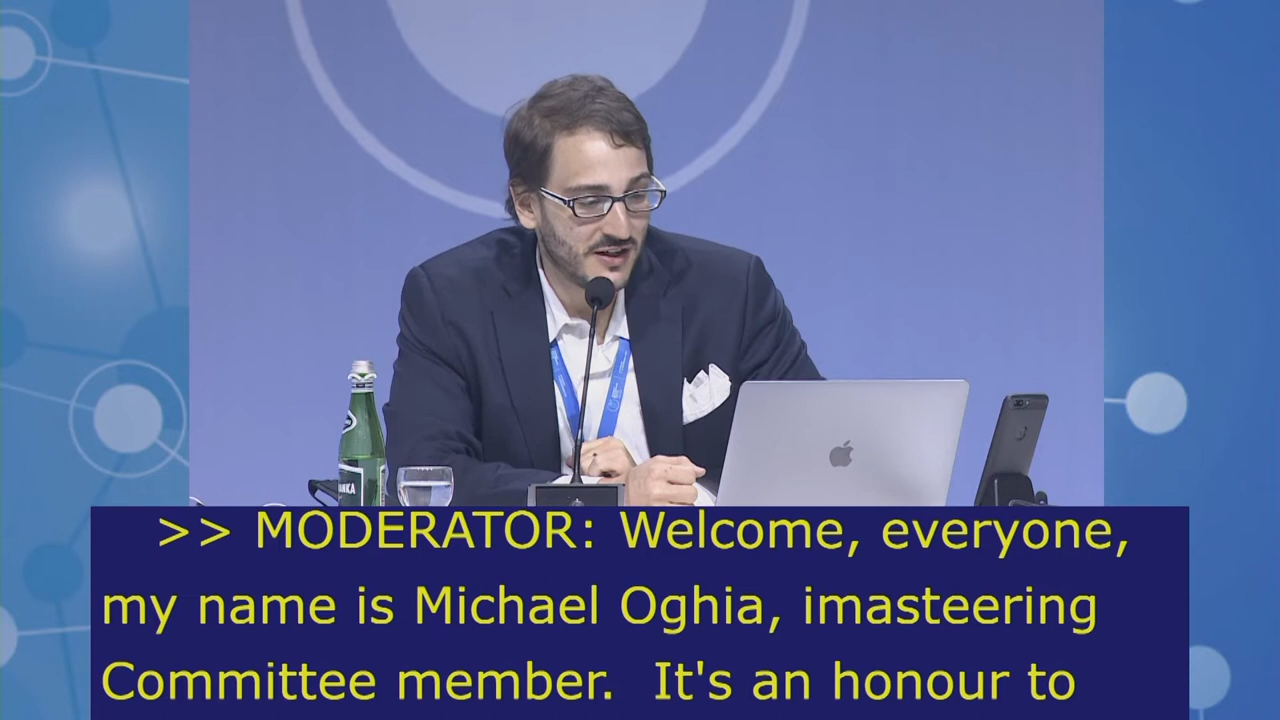 >> MODERATOR: Welcome, everyone,
my name is Michael Oghia, imasteering
Committee member.  It's an honour to